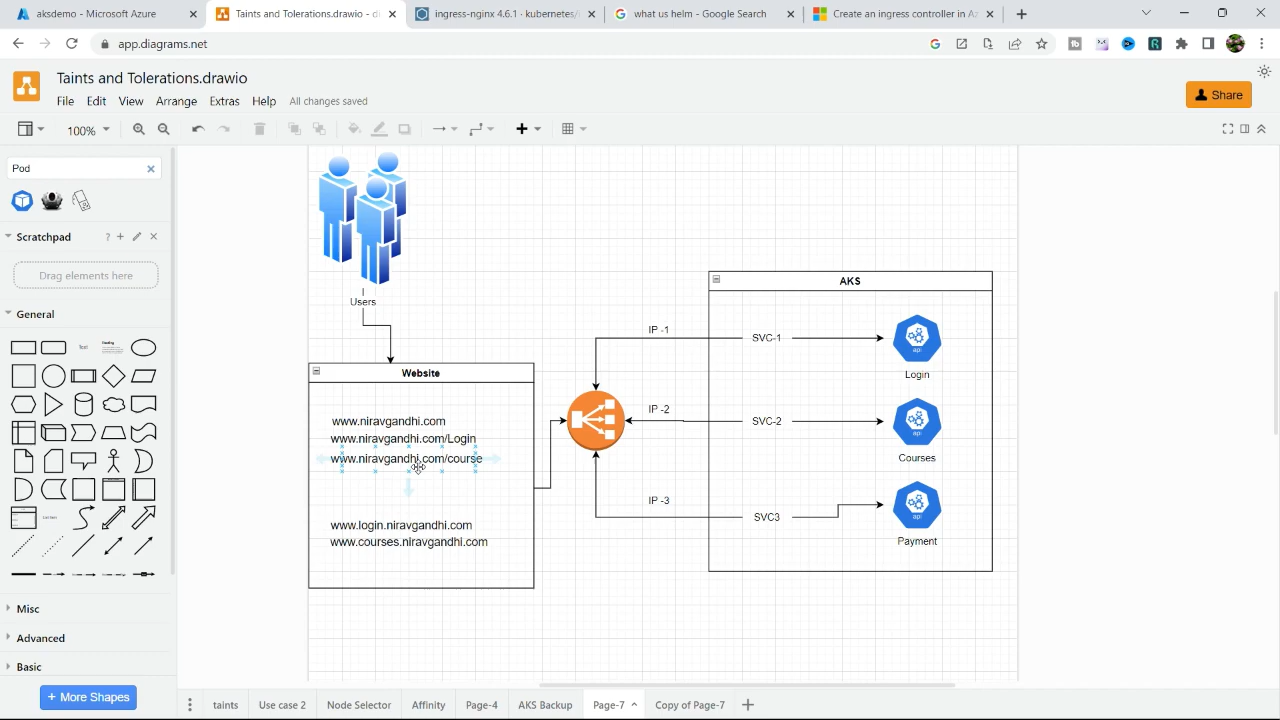 aksdemo - Microsoft Azure
Taints and Tolerations.drawio - d
ingress-nginx 4.6.1 · kubernetes/
what us helm - Google Search
Create an ingress controller in Az
app.diagrams.net
Taints and Tolerations.drawio
File Edit View Arrange Extras Help All changes saved
Share
100%
Pod
Scratchpad
Drag elements here
General
Text
Heading
Misc
Advanced
Basic
+ More Shapes
Users
Website
www.niravgandhi.com
www.niravgandhi.com/Login
www.niravgandhi.com/course
www.login.niravgandhi.com
www.courses.niravgandhi.com
IP -1
IP -2
IP -3
AKS
SVC-1
api
Login
SVC-2
api
Courses
SVC3
api
Payment
taints Use case 2 Node Selector Affinity Page-4 AKS Backup Page-7 Copy of Page-7